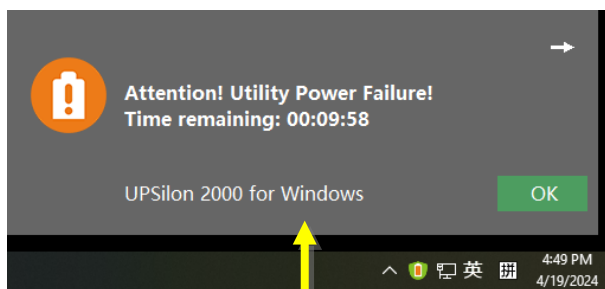 Attention! Utility Power Failure!
Time remaining: 00:09:58
UPSilon 2000 for Windows
OK
英 拼 4:49 PM
4/19/2024